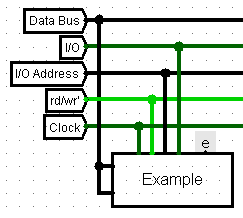 Data Bus
I/O
I/O Address
rd/wr'
Clock
e
Example